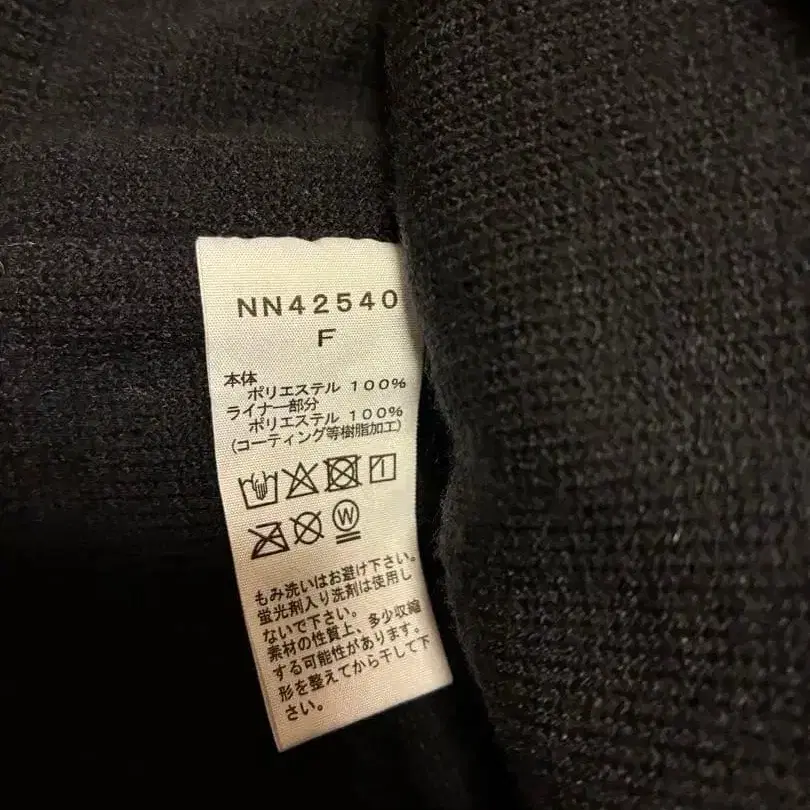 NN42540
F
本体
ポリエステル 100%
ライナー部分
ポリエステル 100%
(コーティング等樹脂加工)
W
もみ洗いはお避け下さい。
蛍光剤入り洗剤は使用し
ないで下さい。
素材の性質上、多少収縮
する可能性があります。
形を整えてから干して下
さい。